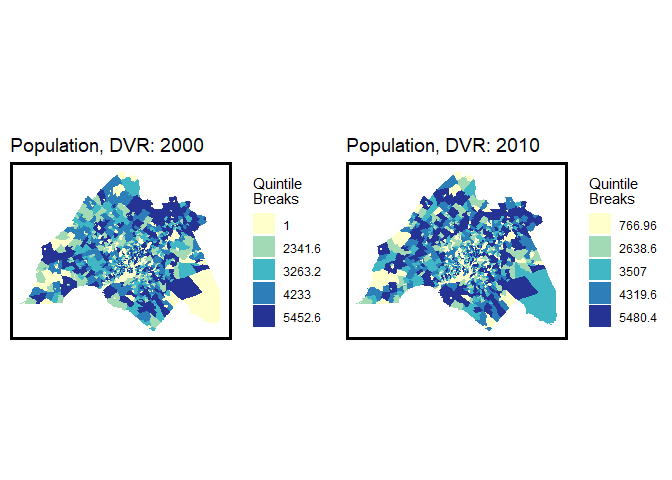 Population, DVR: 2000
Quintile
Breaks
1
2341.6
3263.2
4233
5452.6
Population, DVR: 2010
Quintile
Breaks
766.96
2638.6
3507
4319.6
5480.4